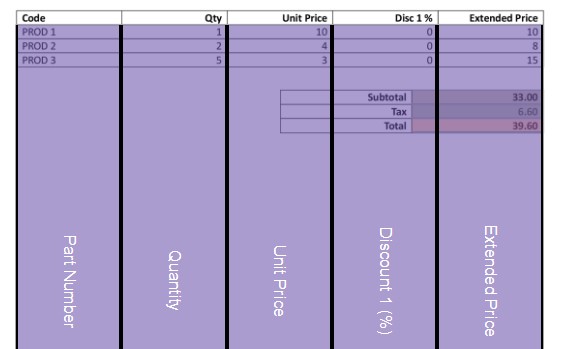 Code Qty Unit Price Disc 1 % Extended Price
PROD 1 1 10 0 10
PROD 2 2 4 0 8
PROD 3 5 3 0 15
Subtotal 33.00
Tax 6.60
Total 39.60
Part Number
Quantity
Unit Price
Discount 1 (%)
Extended Price